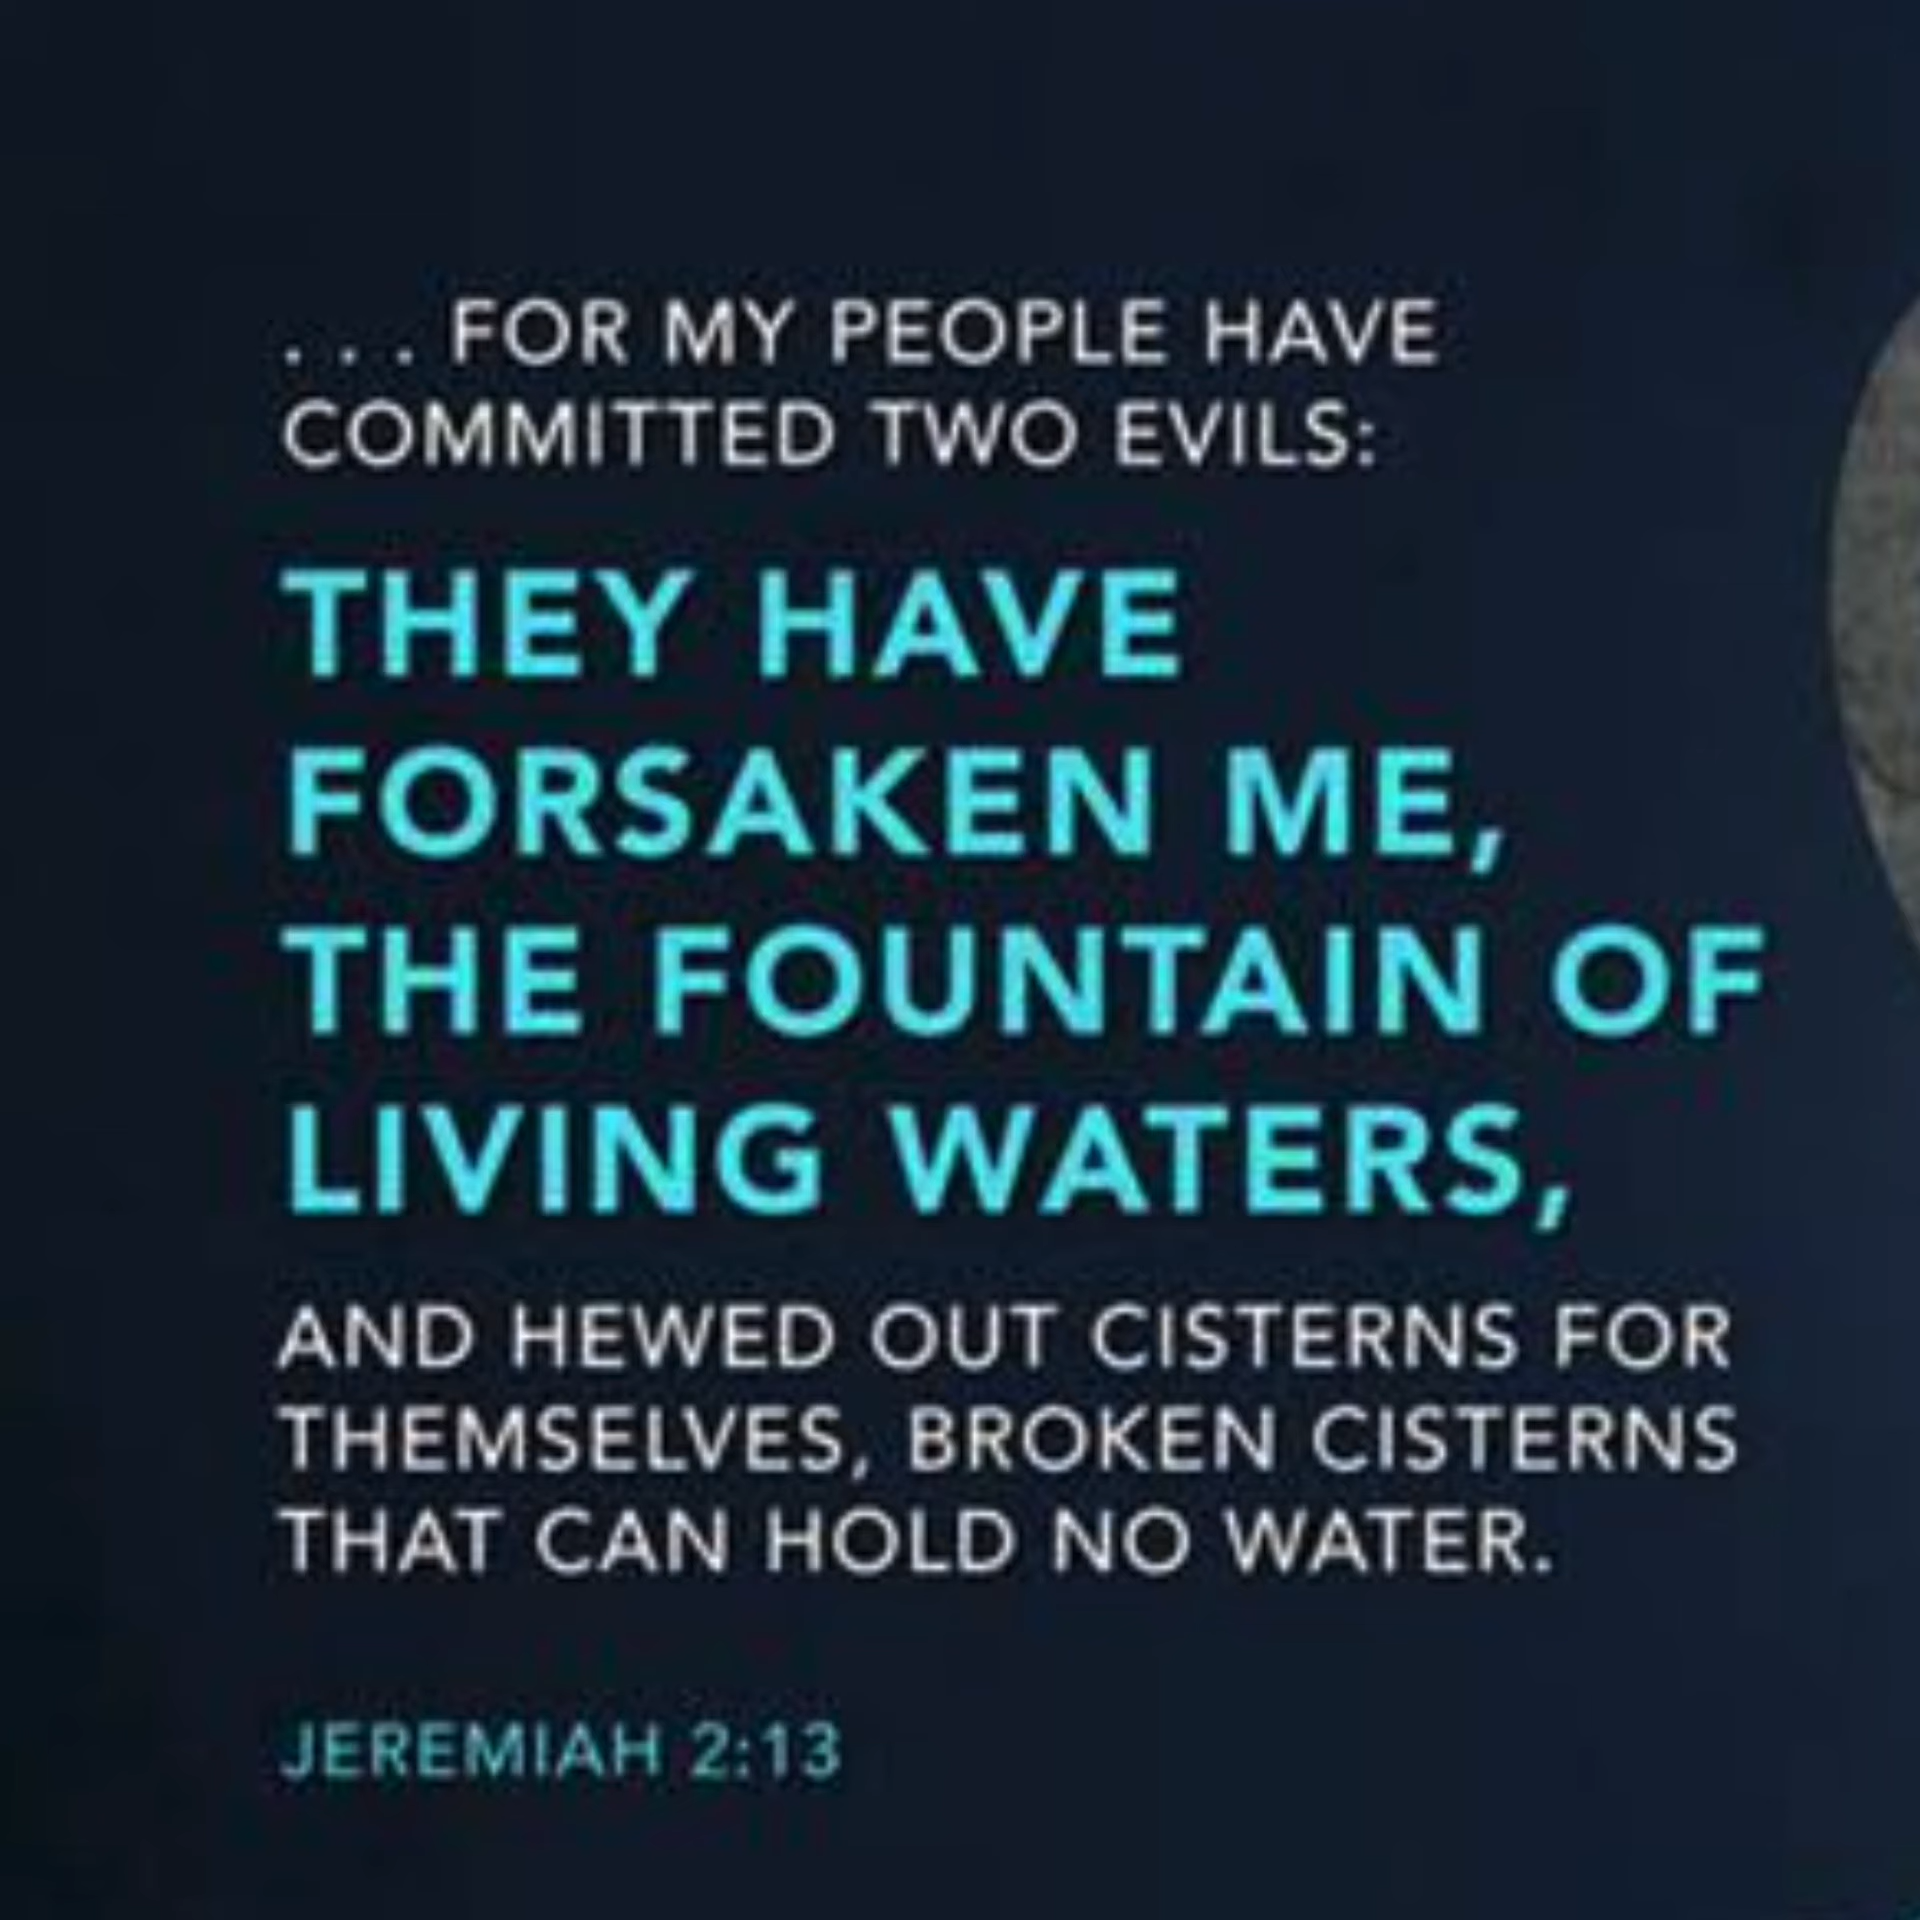 . . . FOR MY PEOPLE HAVE
COMMITTED TWO EVILS:
THEY HAVE
FORSAKEN ME,
THE FOUNTAIN OF
LIVING WATERS,
AND HEWED OUT CISTERNS FOR
THEMSELVES, BROKEN CISTERNS
THAT CAN HOLD NO WATER.
JEREMIAH 2:13